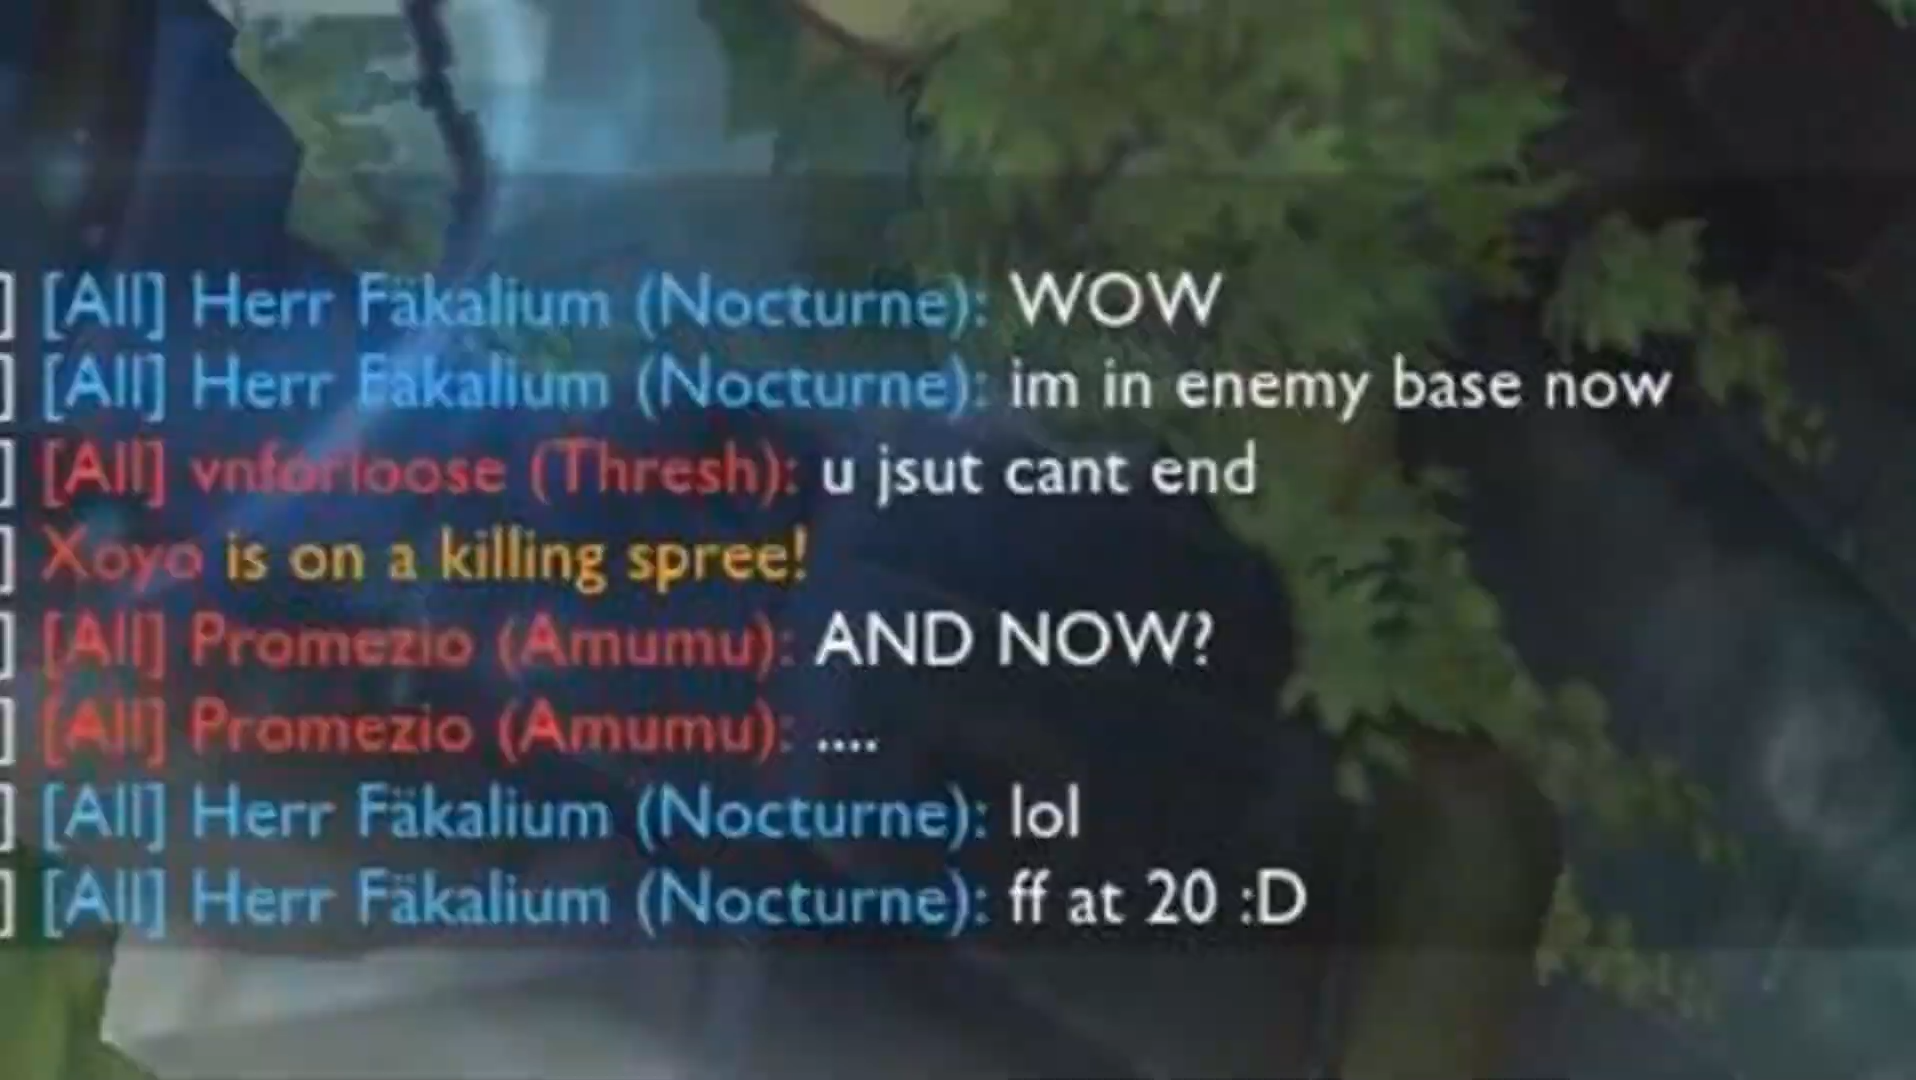 ] [All] Herr Fäkalium (Nocturne): WOW
] [All] Herr Fäkalium (Nocturne): im in enemy base now
] [All] vnforloose (Thresh): u jsut cant end
] Xoyo is on a killing spree!
] [All] Promezio (Amumu): AND NOW?
] [All] Promezio (Amumu): ....
] [All] Herr Fäkalium (Nocturne): lol
] [All] Herr Fäkalium (Nocturne): ff at 20 :D